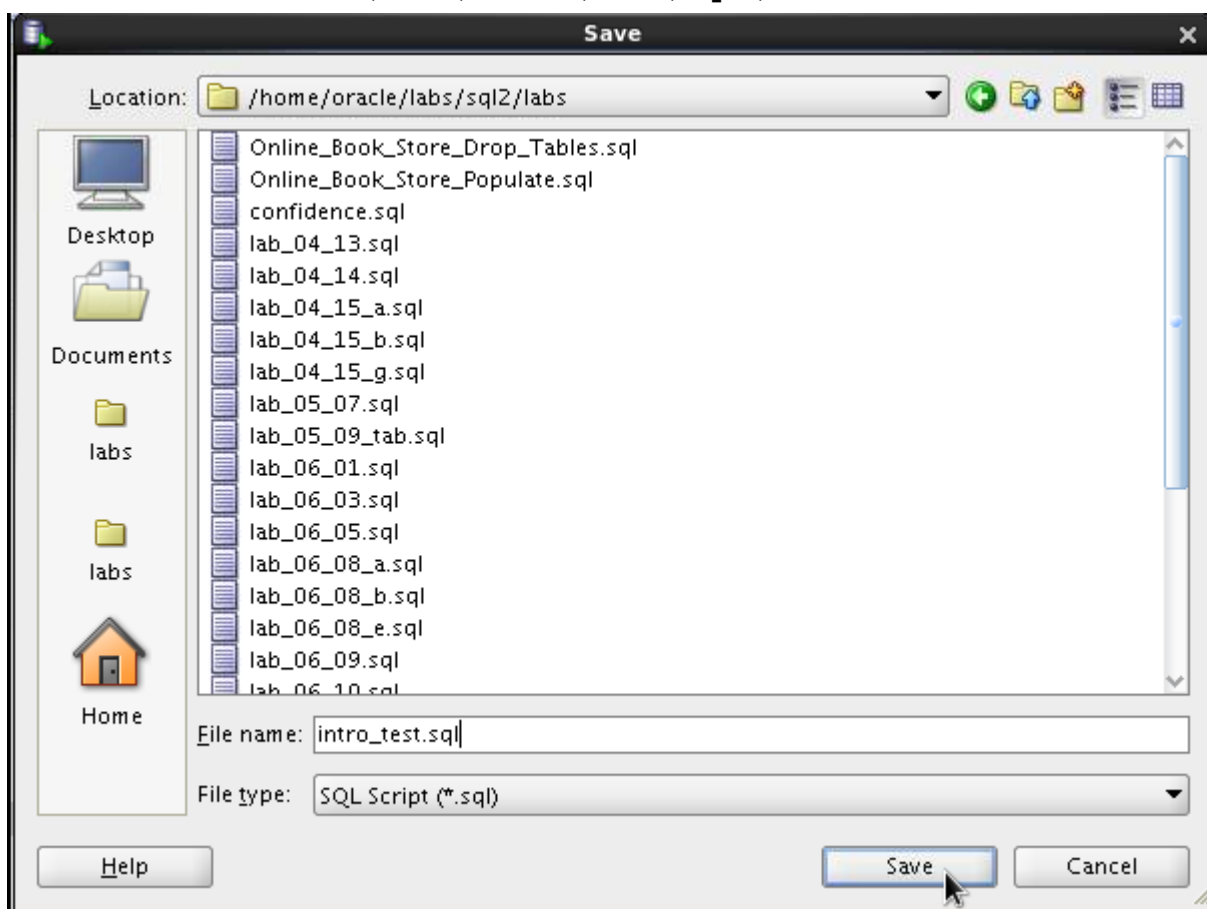 Save
Location: /home/oracle/labs/sql2/labs
Desktop
Documents
labs
labs
Home
Online_Book_Store_Drop_Tables.sql
Online_Book_Store_Populate.sql
confidence.sql
lab_04_13.sql
lab_04_14.sql
lab_04_15_a.sql
lab_04_15_b.sql
lab_04_15_g.sql
lab_05_07.sql
lab_05_09_tab.sql
lab_06_01.sql
lab_06_03.sql
lab_06_05.sql
lab_06_08_a.sql
lab_06_08_b.sql
lab_06_08_e.sql
lab_06_09.sql
lab_06_10.sql
File name: intro_test.sql
File type: SQL Script (*.sql)
Help
Save
Cancel